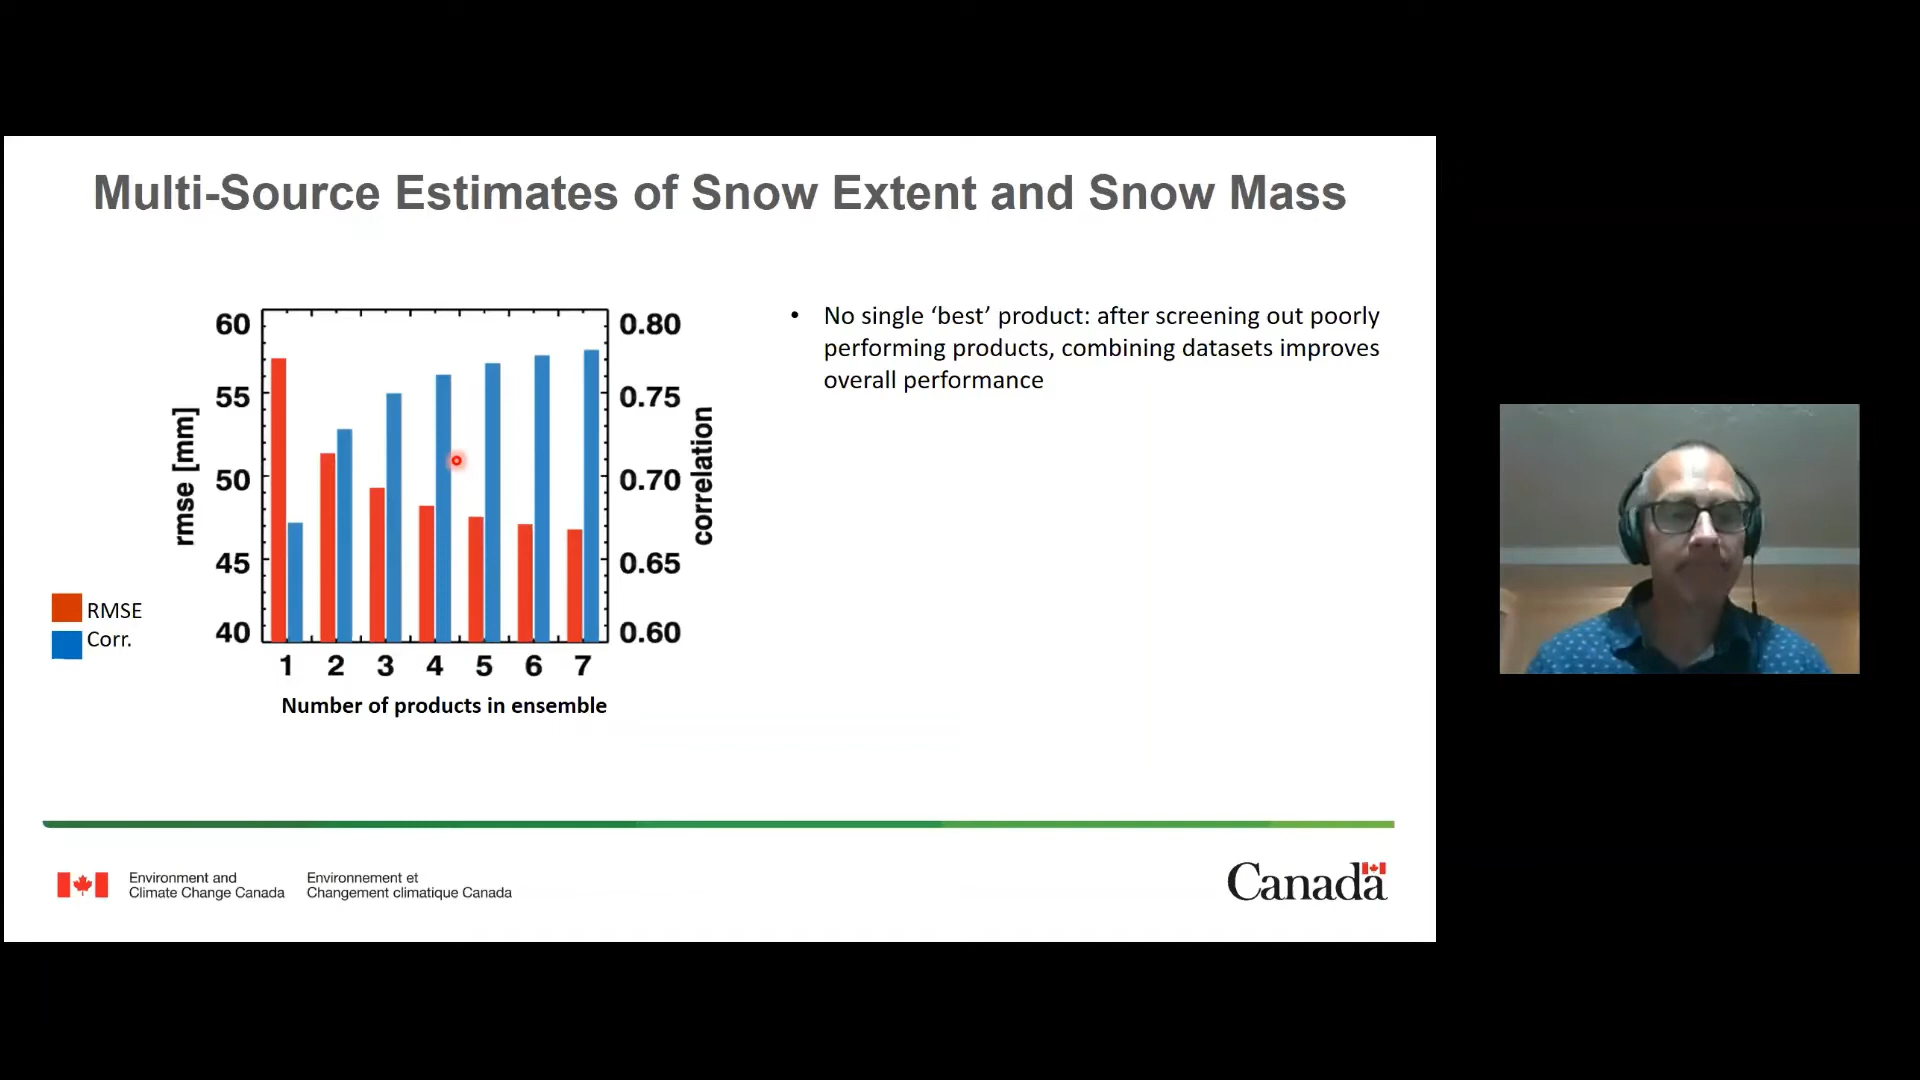 Multi-Source Estimates of Snow Extent and Snow Mass
60
55
50
45
40
rmse [mm]
0.80
0.75
0.70
0.65
0.60
correlation
1 2 3 4 5 6 7
Number of products in ensemble
RMSE
Corr.
• No single ‘best’ product: after screening out poorly
performing products, combining datasets improves
overall performance
Environment and
Climate Change Canada
Environnement et
Changement climatique Canada
Canada